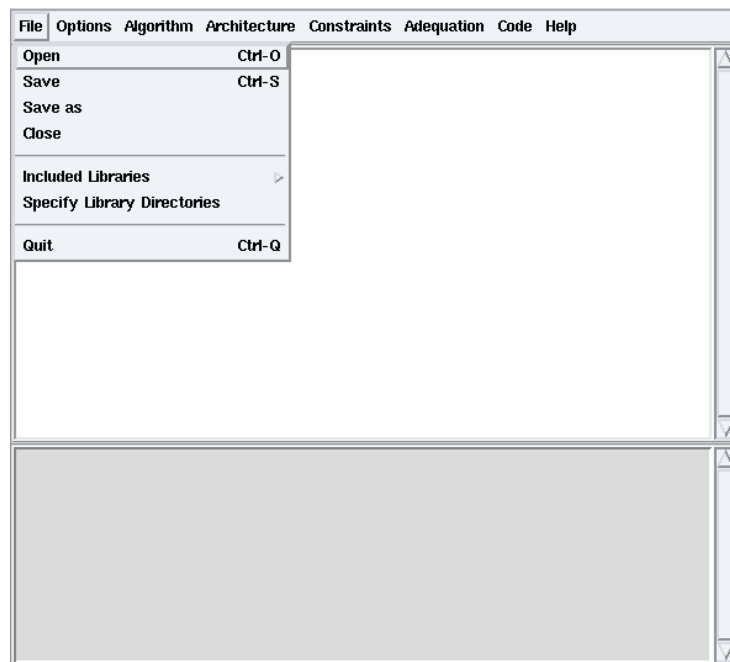 File Options Algorithm Architecture Constraints Adequation Code Help
Open Ctrl-O
Save Ctrl-S
Save as
Close
Included Libraries
Specify Library Directories
Quit Ctrl-Q